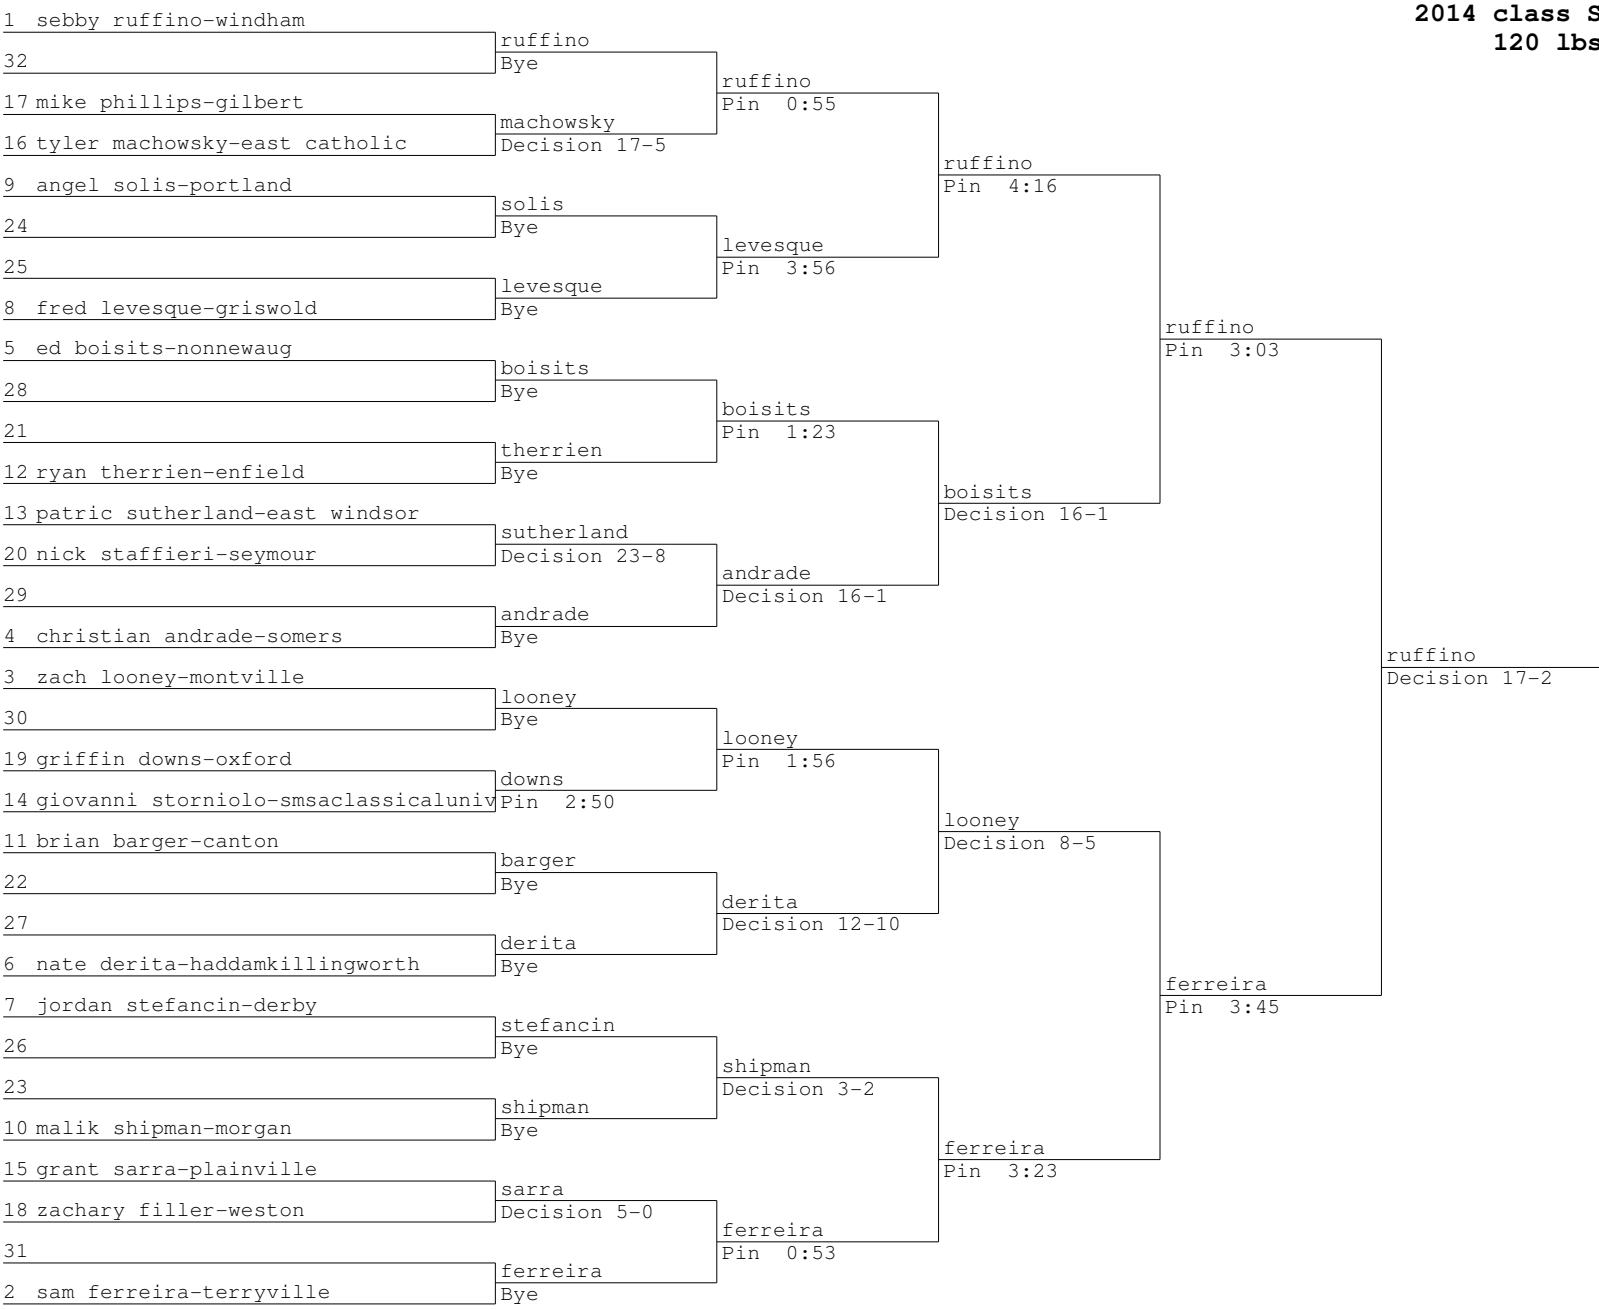 2014 class S
120 lbs
1 sebby ruffino-windham
32
17 mike phillips-gilbert
16 tyler machowsky-east catholic
9 angel solis-portland
24
25
8 fred levesque-griswold
5 ed boisits-nonnewaug
28
21
12 ryan therrien-enfield
13 patric sutherland-east windsor
20 nick staffieri-seymour
29
4 christian andrade-somers
3 zach looney-montville
30
19 griffin downs-oxford
14 giovanni storniolo-smsaclassicaluniv
11 brian barger-canton
22
27
6 nate derita-haddamkillingworth
7 jordan stefancin-derby
26
23
10 malik shipman-morgan
15 grant sarra-plainville
18 zachary filler-weston
31
2 sam ferreira-terryville
ruffino
Bye
machowsky
Decision 17-5
solis
Bye
levesque
Bye
boisits
Bye
therrien
Bye
sutherland
Decision 23-8
andrade
Bye
looney
Bye
downs
Pin 2:50
barger
Bye
derita
Bye
stefancin
Bye
shipman
Bye
sarra
Decision 5-0
ferreira
Bye
ruffino
Pin 0:55
levesque
Pin 3:56
boisits
Pin 1:23
andrade
Decision 16-1
looney
Pin 1:56
derita
Decision 12-10
shipman
Decision 3-2
ferreira
Pin 0:53
ruffino
Pin 4:16
boisits
Decision 16-1
looney
Decision 8-5
ferreira
Pin 3:23
ruffino
Pin 3:03
ferreira
Pin 3:45
ruffino
Decision 17-2